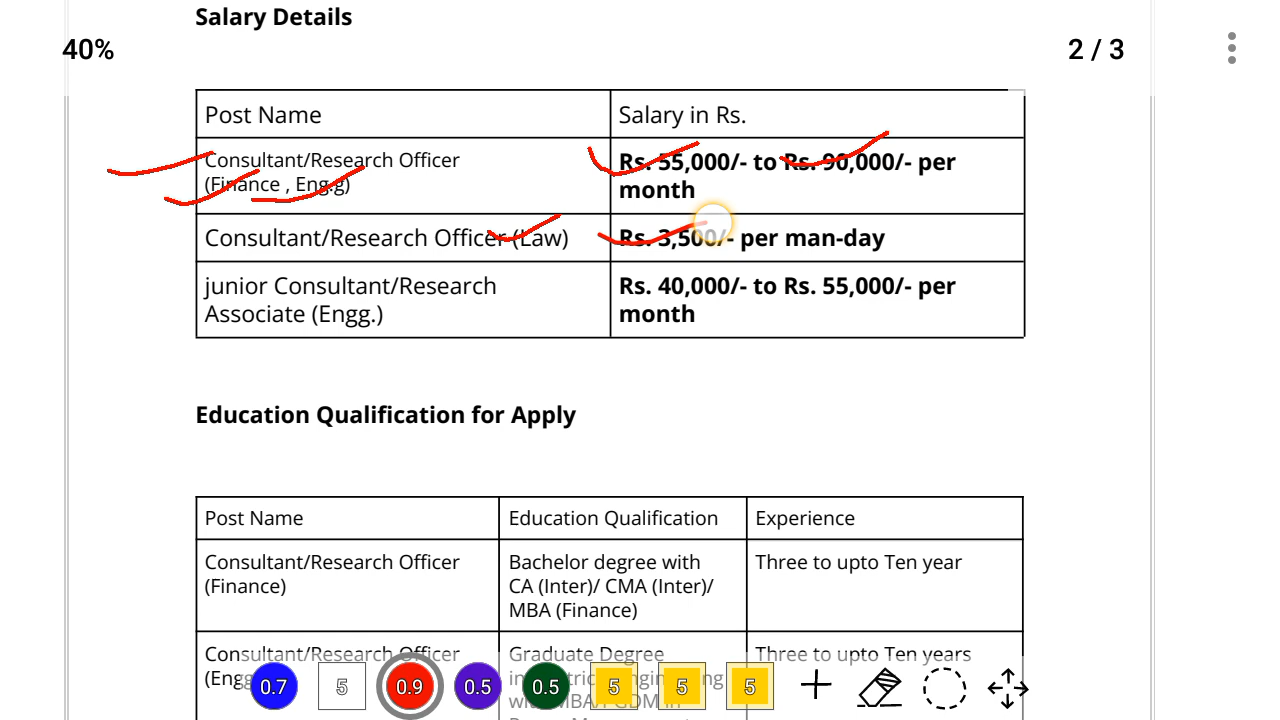 Salary Details
40%
2 / 3
Post Name
Salary in Rs.
Consultant/Research Officer
(Finance , Eng.g)
Rs. 55,000/- to Rs. 90,000/- per
month
Consultant/Research Officer (Law)
Rs. 3,500/- per man-day
junior Consultant/Research
Associate (Engg.)
Rs. 40,000/- to Rs. 55,000/- per
month
Education Qualification for Apply
Post Name
Education Qualification
Experience
Consultant/Research Officer
(Finance)
Bachelor degree with
CA (Inter)/ CMA (Inter)/
MBA (Finance)
Three to upto Ten year
Consultant/Research Officer
Graduate Degree
Three to upto Ten years
0.7
5
0.9
0.5
0.5
5
5
5